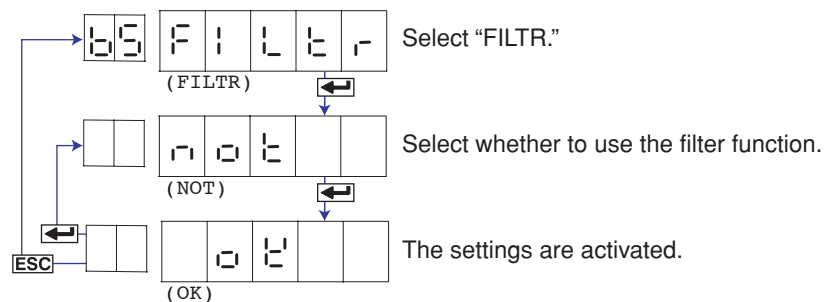 bS FILtr Select “FILTR.”
(FILTR)
not Select whether to use the filter function.
(NOT)
ESC oK The settings are activated.
(OK)